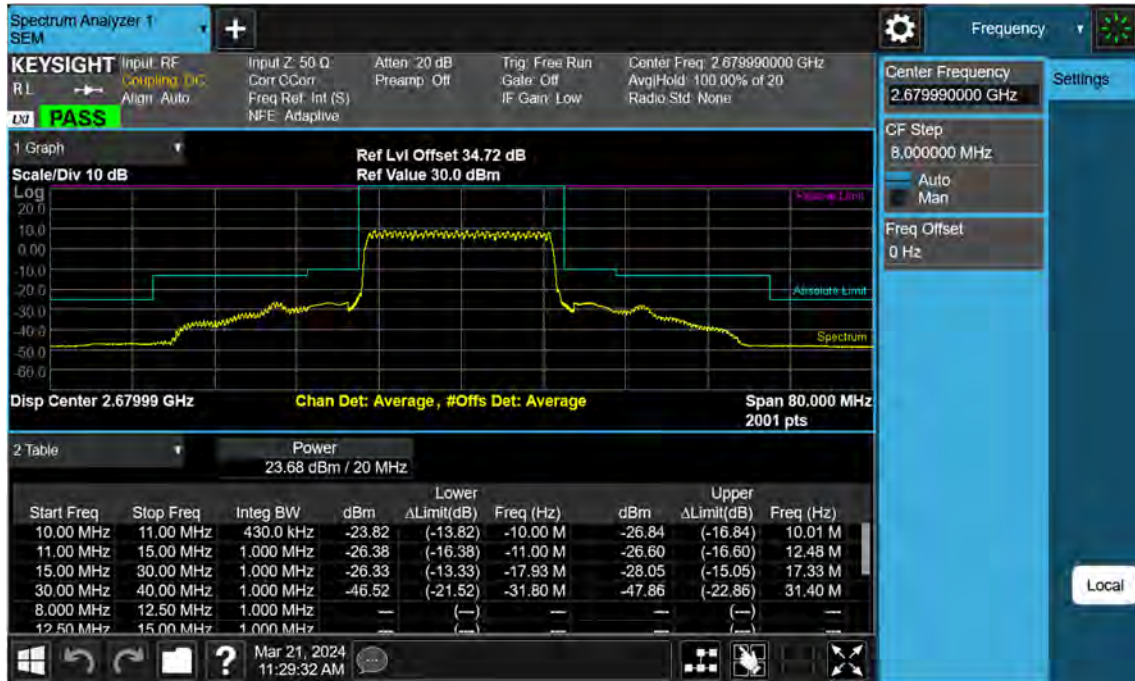 Spectrum Analyzer 1
SEM
Frequency
KEYSIGHT
Input: RF
Coupling: DC
Align: Auto
Input Z: 50 Ω
Corr CCorr
Freq Ref: Int (S)
NFE: Adaptive
Atten: 20 dB
Preamp: Off
Trig: Free Run
Gate: Off
IF Gain: Low
Center Freq: 2.679990000 GHz
Avg|Hold: 100.00% of 20
Radio Std: None
R L
LXI PASS
Center Frequency
2.679990000 GHz
Settings
CF Step
8.000000 MHz
Auto
Man
Freq Offset
0 Hz
1 Graph
Scale/Div 10 dB
Ref Lvl Offset 34.72 dB
Ref Value 30.0 dBm
Log
20.0
10.0
0.00
-10.0
-20.0
-30.0
-40.0
-50.0
-60.0
Relative Limit
Absolute Limit
Spectrum
Disp Center 2.67999 GHz
Chan Det: Average, #Offs Det: Average
Span 80.000 MHz
2001 pts
2 Table
Power
23.68 dBm / 20 MHz
Lower Upper
Start Freq Stop Freq Integ BW dBm ΔLimit(dB) Freq (Hz) dBm ΔLimit(dB) Freq (Hz)
10.00 MHz 11.00 MHz 430.0 kHz -23.82 (-13.82) -10.00 M -26.84 (-16.84) 10.01 M
11.00 MHz 15.00 MHz 1.000 MHz -26.38 (-16.38) -11.00 M -26.60 (-16.60) 12.48 M
15.00 MHz 30.00 MHz 1.000 MHz -26.33 (-13.33) -17.93 M -28.05 (-15.05) 17.33 M
30.00 MHz 40.00 MHz 1.000 MHz -46.52 (-21.52) -31.80 M -47.86 (-22.86) 31.40 M
8.000 MHz 12.50 MHz 1.000 MHz --- (---) --- --- (---) ---
12.50 MHz 15.00 MHz 1.000 MHz --- (---) --- --- (---) ---
Local
?
Mar 21, 2024
11:29:32 AM